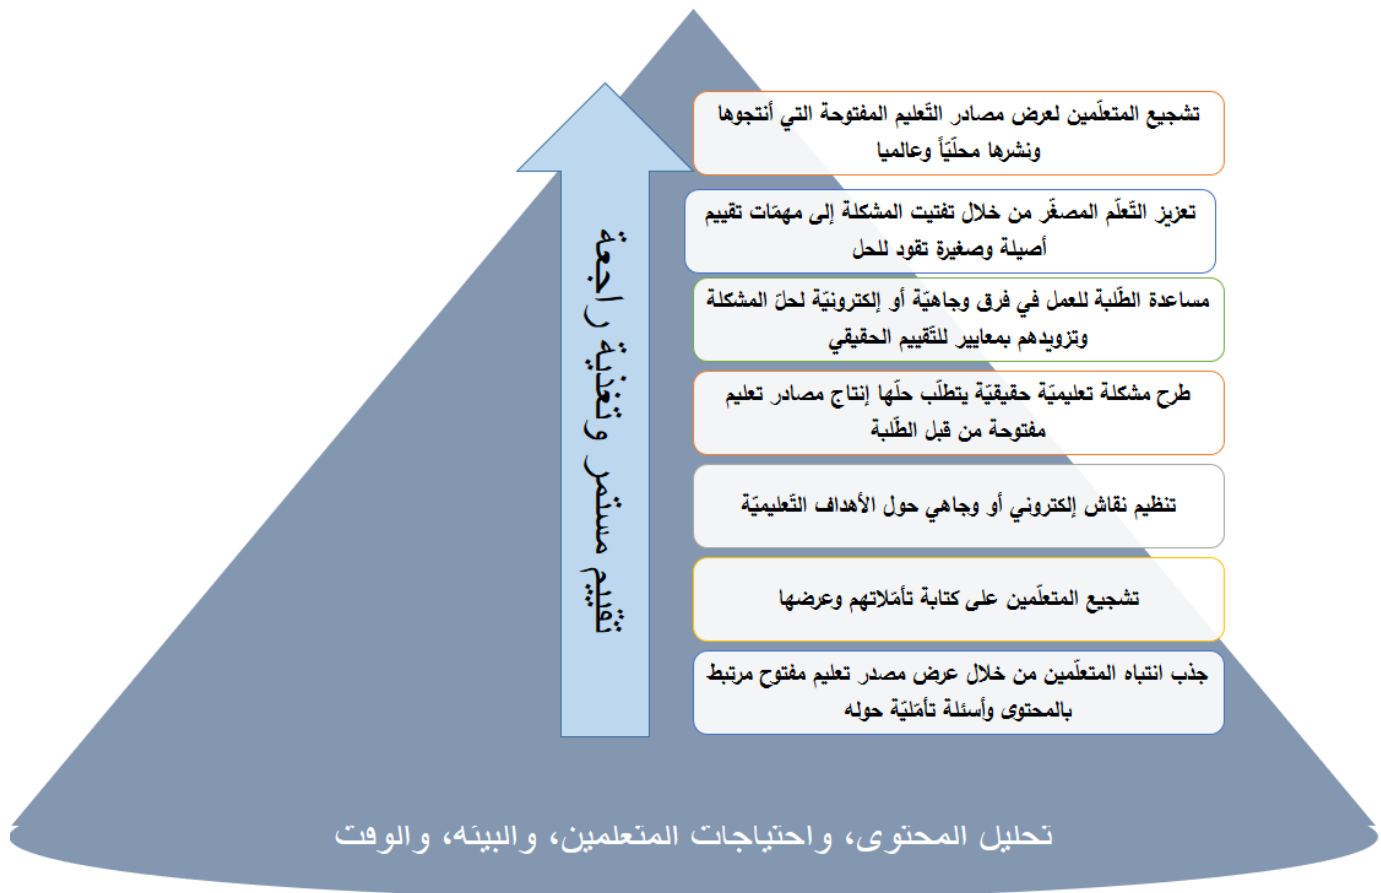 تشجيع المتعلّمين لعرض مصادر التّعليم المفتوحة التي أنتجوها
ونشرها محلّيّاً وعالميا
تعزيز التّعلّم المصغّر من خلال تفتيت المشكلة إلى مهمّات تقييم
أصيلة وصغيرة تقود للحل
مساعدة الطّلبة للعمل في فرق وجاهيّة أو إلكترونيّة لحلّ المشكلة
وتزويدهم بمعايير للتّقييم الحقيقي
طرح مشكلة تعليميّة حقيقيّة يتطلّب حلّها إنتاج مصادر تعليم
مفتوحة من قبل الطّلبة
تنظيم نقاش إلكتروني أو وجاهي حول الأهداف التّعليميّة
تشجيع المتعلّمين على كتابة تأمّلاتهم وعرضها
جذب انتباه المتعلّمين من خلال عرض مصدر تعليم مفتوح مرتبط
بالمحتوى وأسئلة تأمّليّة حوله
تقييم مستمر وتغذية راجعة
تحليل المحتوى، واحتياجات المتعلمين، والبيئه، والوقت